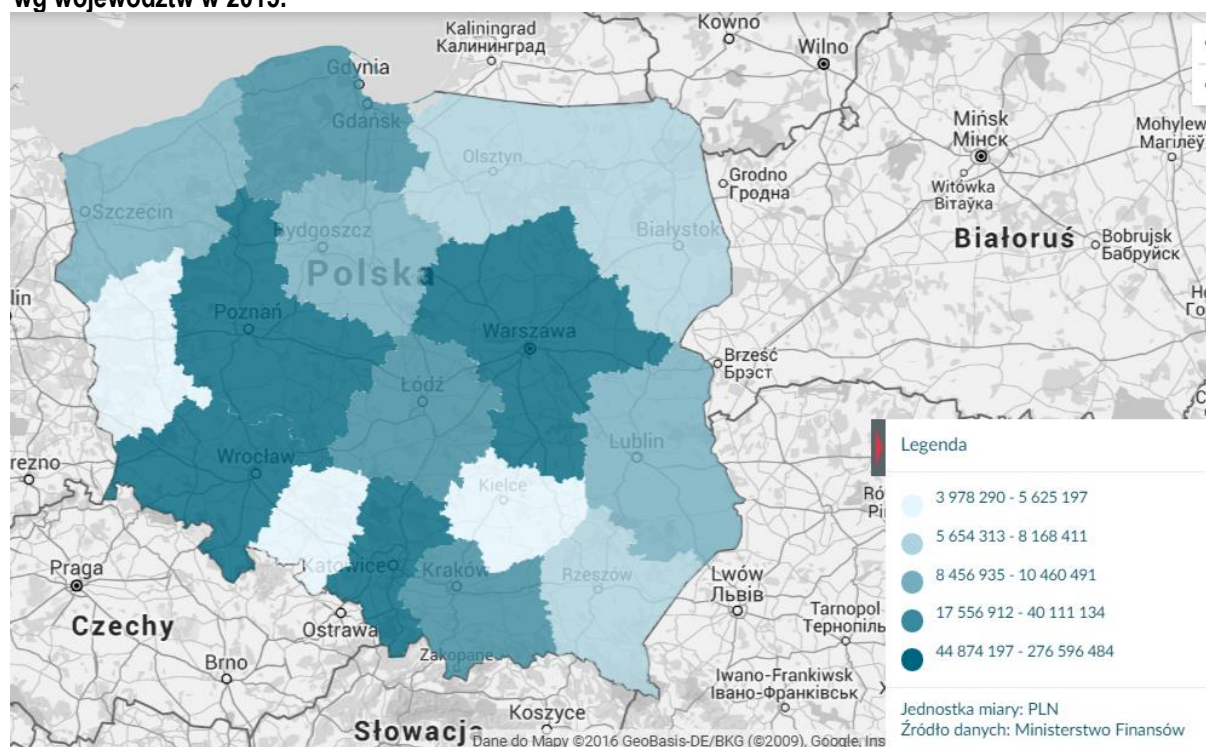 wg województw w 2015.
Kaliningrad
Калининград
Kowno
Wilno
Gdynia
Gdańsk
Mińsk
Мінск
Mohylew
Магілёў
Olsztyn
Grodno
Гродна
Witówka
Вітаўка
Szczecin
Bydgoszcz
Białystok
Białoruś
Bobrujsk
Бабруйск
Polska
lin
Poznań
Warszawa
Brześć
Брэст
Łódź
Lublin
Wrocław
rezno
Kielce
Legenda
3 978 290 - 5 625 197
5 654 313 - 8 168 411
8 456 935 - 10 460 491
17 556 912 - 40 111 134
44 874 197 - 276 596 484
Praga
Katowice
Kraków
Rzeszów
Lwów
Львів
Czechy
Ostrawa
Tarnopol
Тернопіль
Brno
Zakopane
Iwano-Frankiwsk
Івано-Франківськ
Koszyce
Słowacja
Jednostka miary: PLN
Źródło danych: Ministerstwo Finansów
Dane do Mapy ©2016 GeoBasis-DE/BKG (©2009), Google, Ins